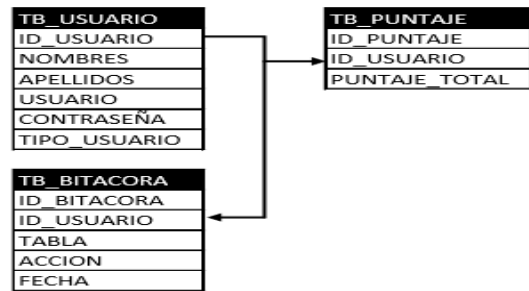 TB_USUARIO
ID_USUARIO
NOMBRES
APELLIDOS
USUARIO
CONTRASEÑA
TIPO_USUARIO
TB_PUNTAJE
ID_PUNTAJE
ID_USUARIO
PUNTAJE_TOTAL
TB_BITACORA
ID_BITACORA
ID_USUARIO
TABLA
ACCION
FECHA